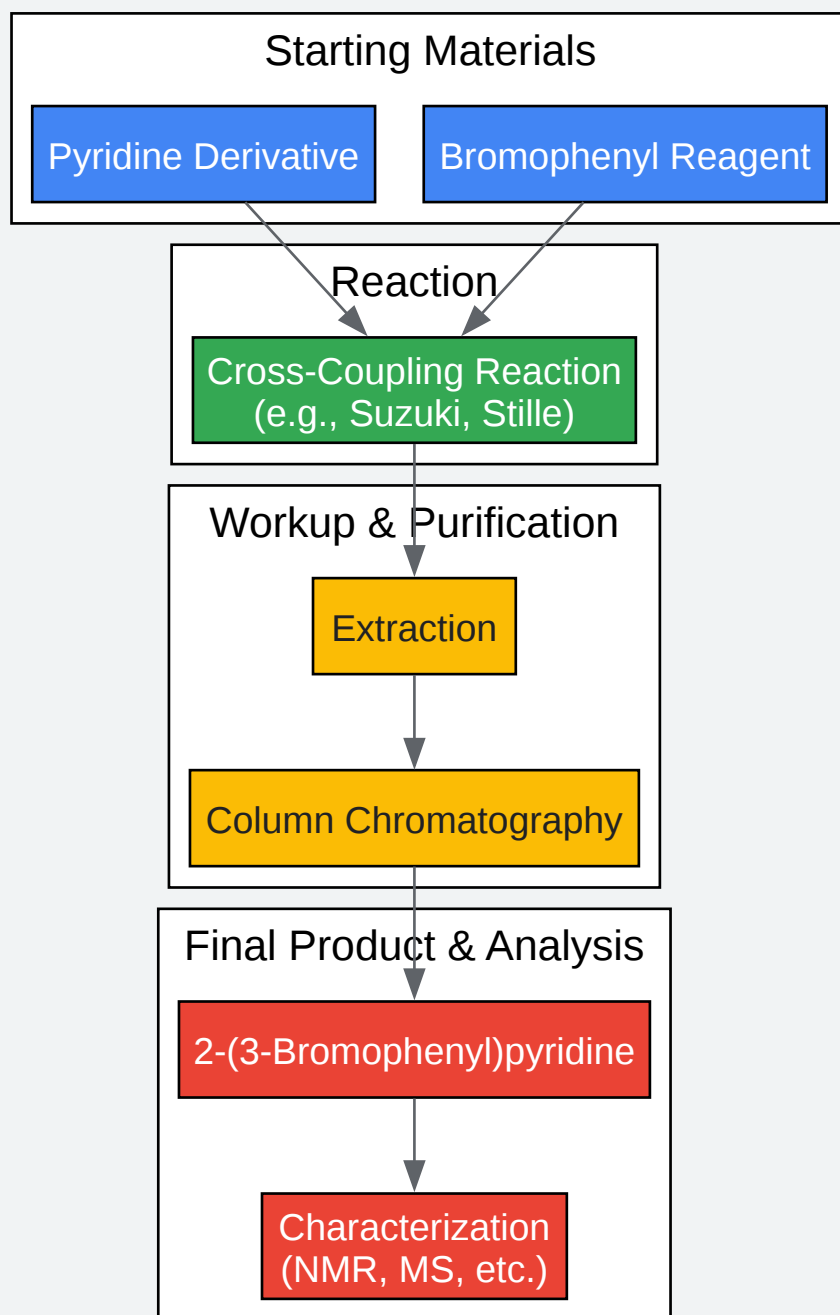 Starting Materials
Pyridine Derivative
Bromophenyl Reagent
Reaction
Cross-Coupling Reaction
(e.g., Suzuki, Stille)
Workup & Purification
Extraction
Column Chromatography
Final Product & Analysis
2-(3-Bromophenyl)pyridine
Characterization
(NMR, MS, etc.)